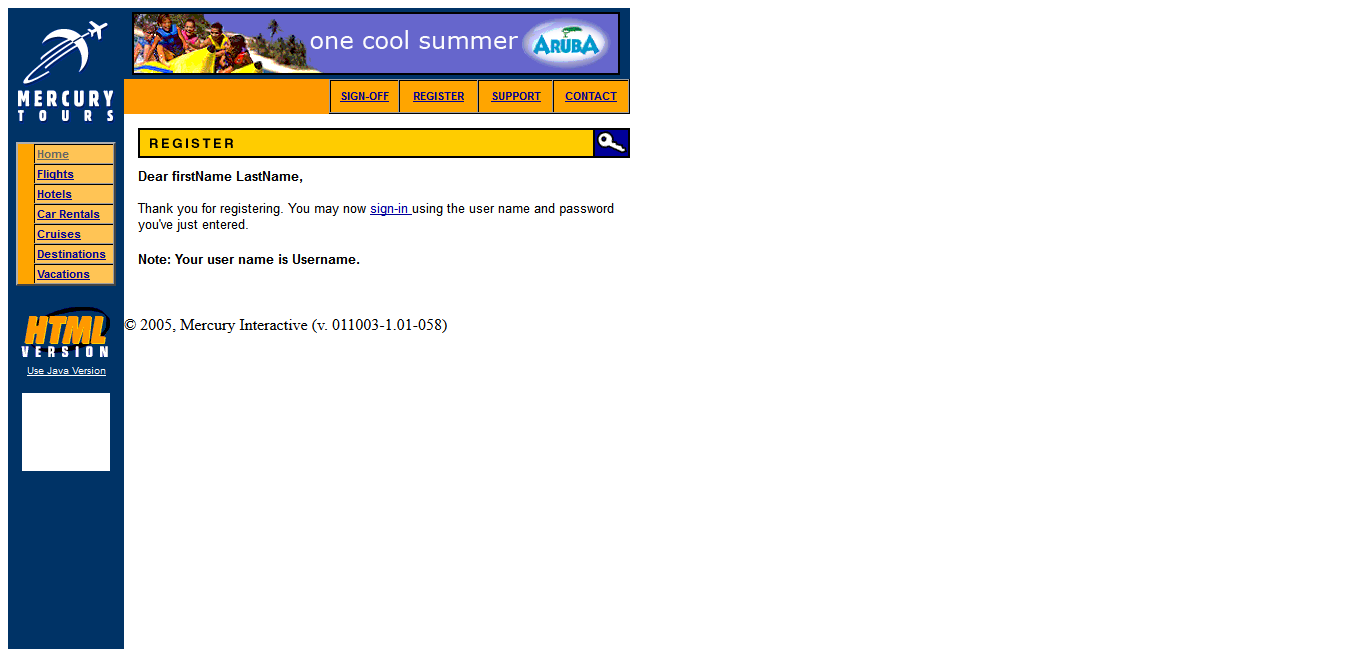 one cool summer ARUBA
MERCURY
TOURS
SIGN-OFF REGISTER SUPPORT CONTACT
REGISTER
Home
Flights
Hotels
Car Rentals
Cruises
Destinations
Vacations
Dear firstName LastName,
Thank you for registering. You may now sign-in using the user name and password
you've just entered.
Note: Your user name is Username.
HTML
VERSION
Use Java Version
© 2005, Mercury Interactive (v. 011003-1.01-058)